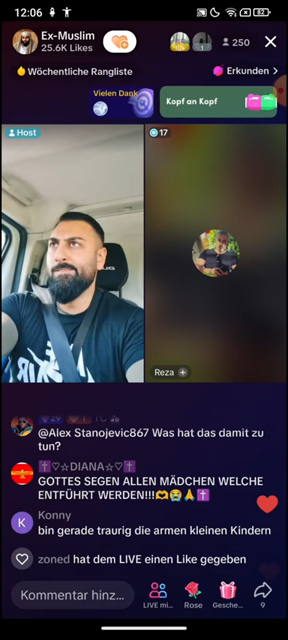 12:06
82
Ex-Muslim
25.6K Likes
250
Wöchentliche Rangliste
Erkunden
Vielen Dank
Kopf an Kopf
Host
17
Reza
@Alex Stanojevic867 Was hat das damit zu
tun?
✝️♡☆DIANA☆♡✝️
GOTTES SEGEN ALLEN MÄDCHEN WELCHE
ENTFÜHRT WERDEN!!!🫶😭🙏✝️
K
Konny
bin gerade traurig die armen kleinen Kindern
zoned hat dem LIVE einen Like gegeben
Kommentar hinz...
LIVE mi...
Rose
Gesche...
9